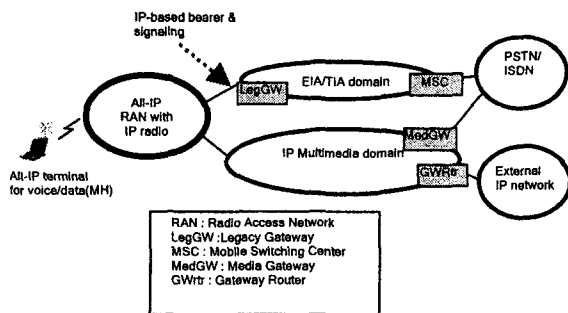 IP-based bearer &
signaling
PSTN/
ISDN
EIA/TIA domain
MSC
LegGW
All-IP
RAN with
IP radio
MedGW
IP Multimedia domain
GWRtr
External
IP network
All-IP terminal
for voice/data(MH)
RAN : Radio Access Network
LegGW :Legacy Gateway
MSC : Mobile Switching Center
MedGW : Media Gateway
GWrtr : Gateway Router